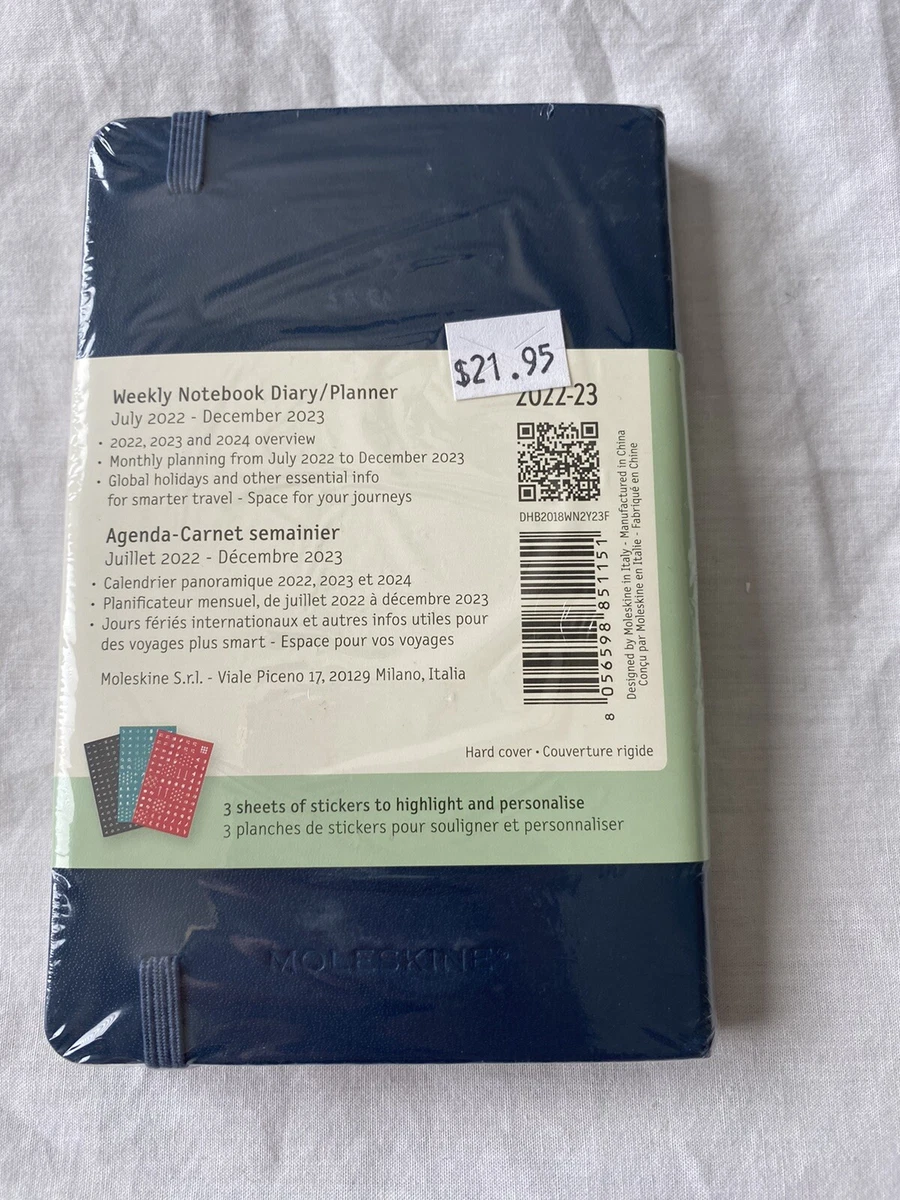 $21.95
Weekly Notebook Diary/Planner
July 2022 - December 2023
• 2022, 2023 and 2024 overview
• Monthly planning from July 2022 to December 2023
• Global holidays and other essential info
for smarter travel - Space for your journeys
Agenda-Carnet semainier
Juillet 2022 - Décembre 2023
• Calendrier panoramique 2022, 2023 et 2024
• Planificateur mensuel, de juillet 2022 à décembre 2023
• Jours fériés internationaux et autres infos utiles pour
des voyages plus smart - Espace pour vos voyages
Moleskine S.r.l. - Viale Piceno 17, 20129 Milano, Italia
2022-23
DHB2018WN2Y23F
8 056598 851151
Designed by Moleskine in Italy - Manufactured in China
Conçu par Moleskine en Italie - Fabriqué en Chine
Hard cover • Couverture rigide
3 sheets of stickers to highlight and personalise
3 planches de stickers pour souligner et personnaliser
MOLESKINE®